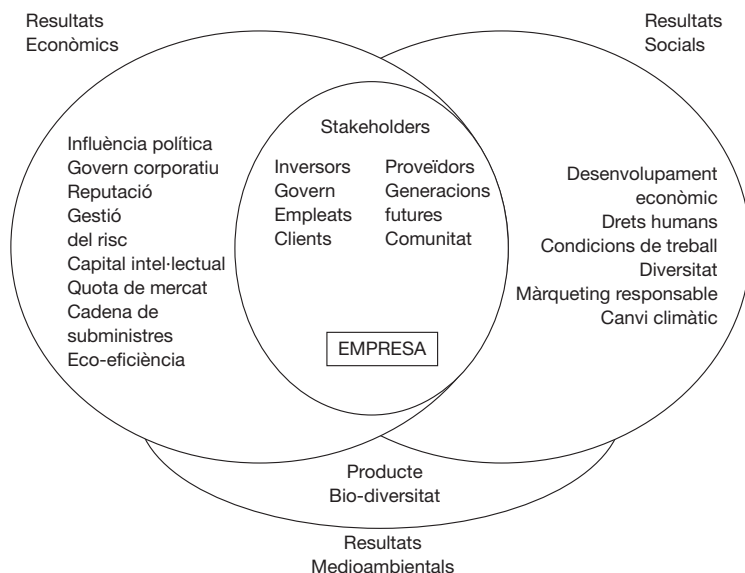 Resultats
Econòmics
Resultats
Socials
Influència política
Govern corporatiu
Reputació
Gestió
del risc
Capital intel·lectual
Quota de mercat
Cadena de
subministres
Eco-eficiència
Stakeholders
Inversors
Govern
Empleats
Clients
Proveïdors
Generacions
futures
Comunitat
EMPRESA
Desenvolupament
econòmic
Drets humans
Condicions de treball
Diversitat
Màrqueting responsable
Canvi climàtic
Producte
Bio-diversitat
Resultats
Medioambientals